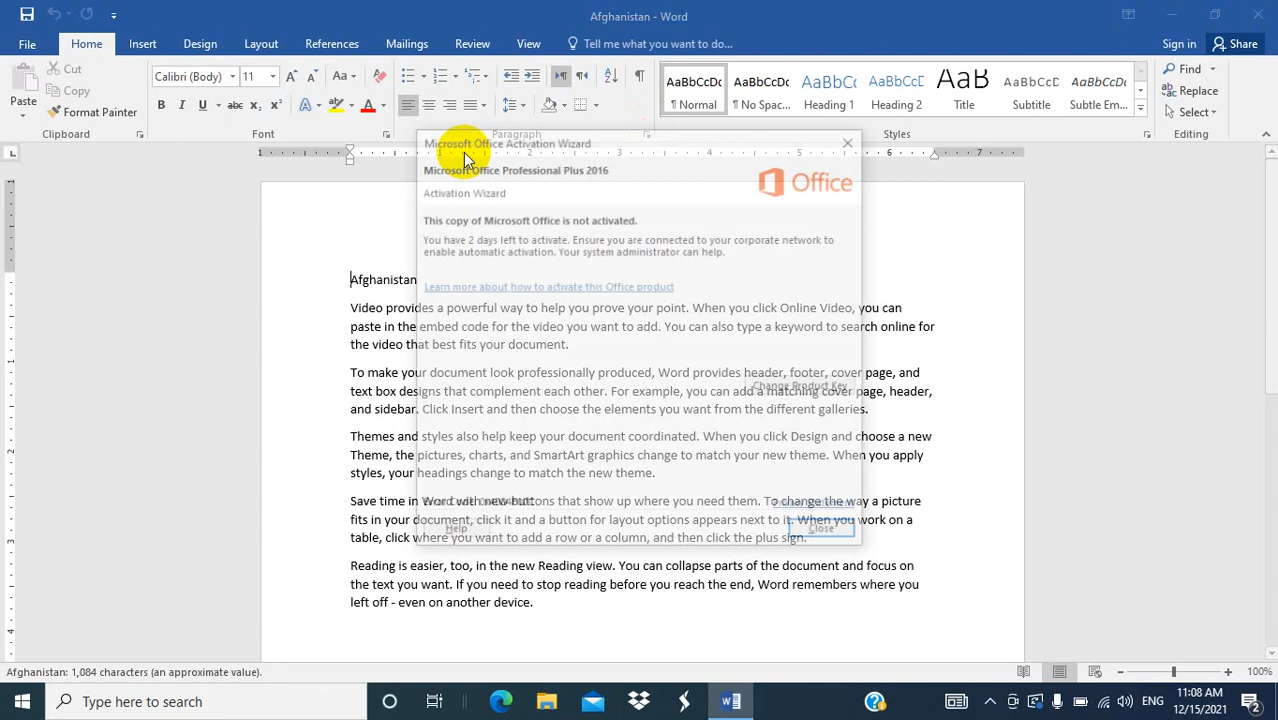 Afghanistan - Word
File Home Insert Design Layout References Mailings Review View Tell me what you want to do... Sign in Share
Paste Cut Copy Format Painter
Calibri (Body) 11
AaBbCcDc AaBbCcDc AaBbCc AaBbCcC AaB AaBbCcC AaBbCcDc
¶ Normal ¶ No Spac... Heading 1 Heading 2 Title Subtitle Subtle Em...
Find
Replace
Select
Clipboard Font Paragraph Styles Editing
1 1 2 3 4 5 6 7
Microsoft Office Activation Wizard
Microsoft Office Professional Plus 2016
Office
Activation Wizard
This copy of Microsoft Office is not activated.
You have 2 days left to activate. Ensure you are connected to your corporate network to
enable automatic activation. Your system administrator can help.
Learn more about how to activate this Office product
Change Product Key
Help
Close
Afghanistan
Video provides a powerful way to help you prove your point. When you click Online Video, you can
paste in the embed code for the video you want to add. You can also type a keyword to search online for
the video that best fits your document.
To make your document look professionally produced, Word provides header, footer, cover page, and
text box designs that complement each other. For example, you can add a matching cover page, header,
and sidebar. Click Insert and then choose the elements you want from the different galleries.
Themes and styles also help keep your document coordinated. When you click Design and choose a new
Theme, the pictures, charts, and SmartArt graphics change to match your new theme. When you apply
styles, your headings change to match the new theme.
Save time in Word with new buttons that show up where you need them. To change the way a picture
fits in your document, click it and a button for layout options appears next to it. When you work on a
table, click where you want to add a row or a column, and then click the plus sign.
Reading is easier, too, in the new Reading view. You can collapse parts of the document and focus on
the text you want. If you need to stop reading before you reach the end, Word remembers where you
left off - even on another device.
Afghanistan: 1,084 characters (an approximate value).
100%
Type here to search
ENG
11:08 AM
12/15/2021
2